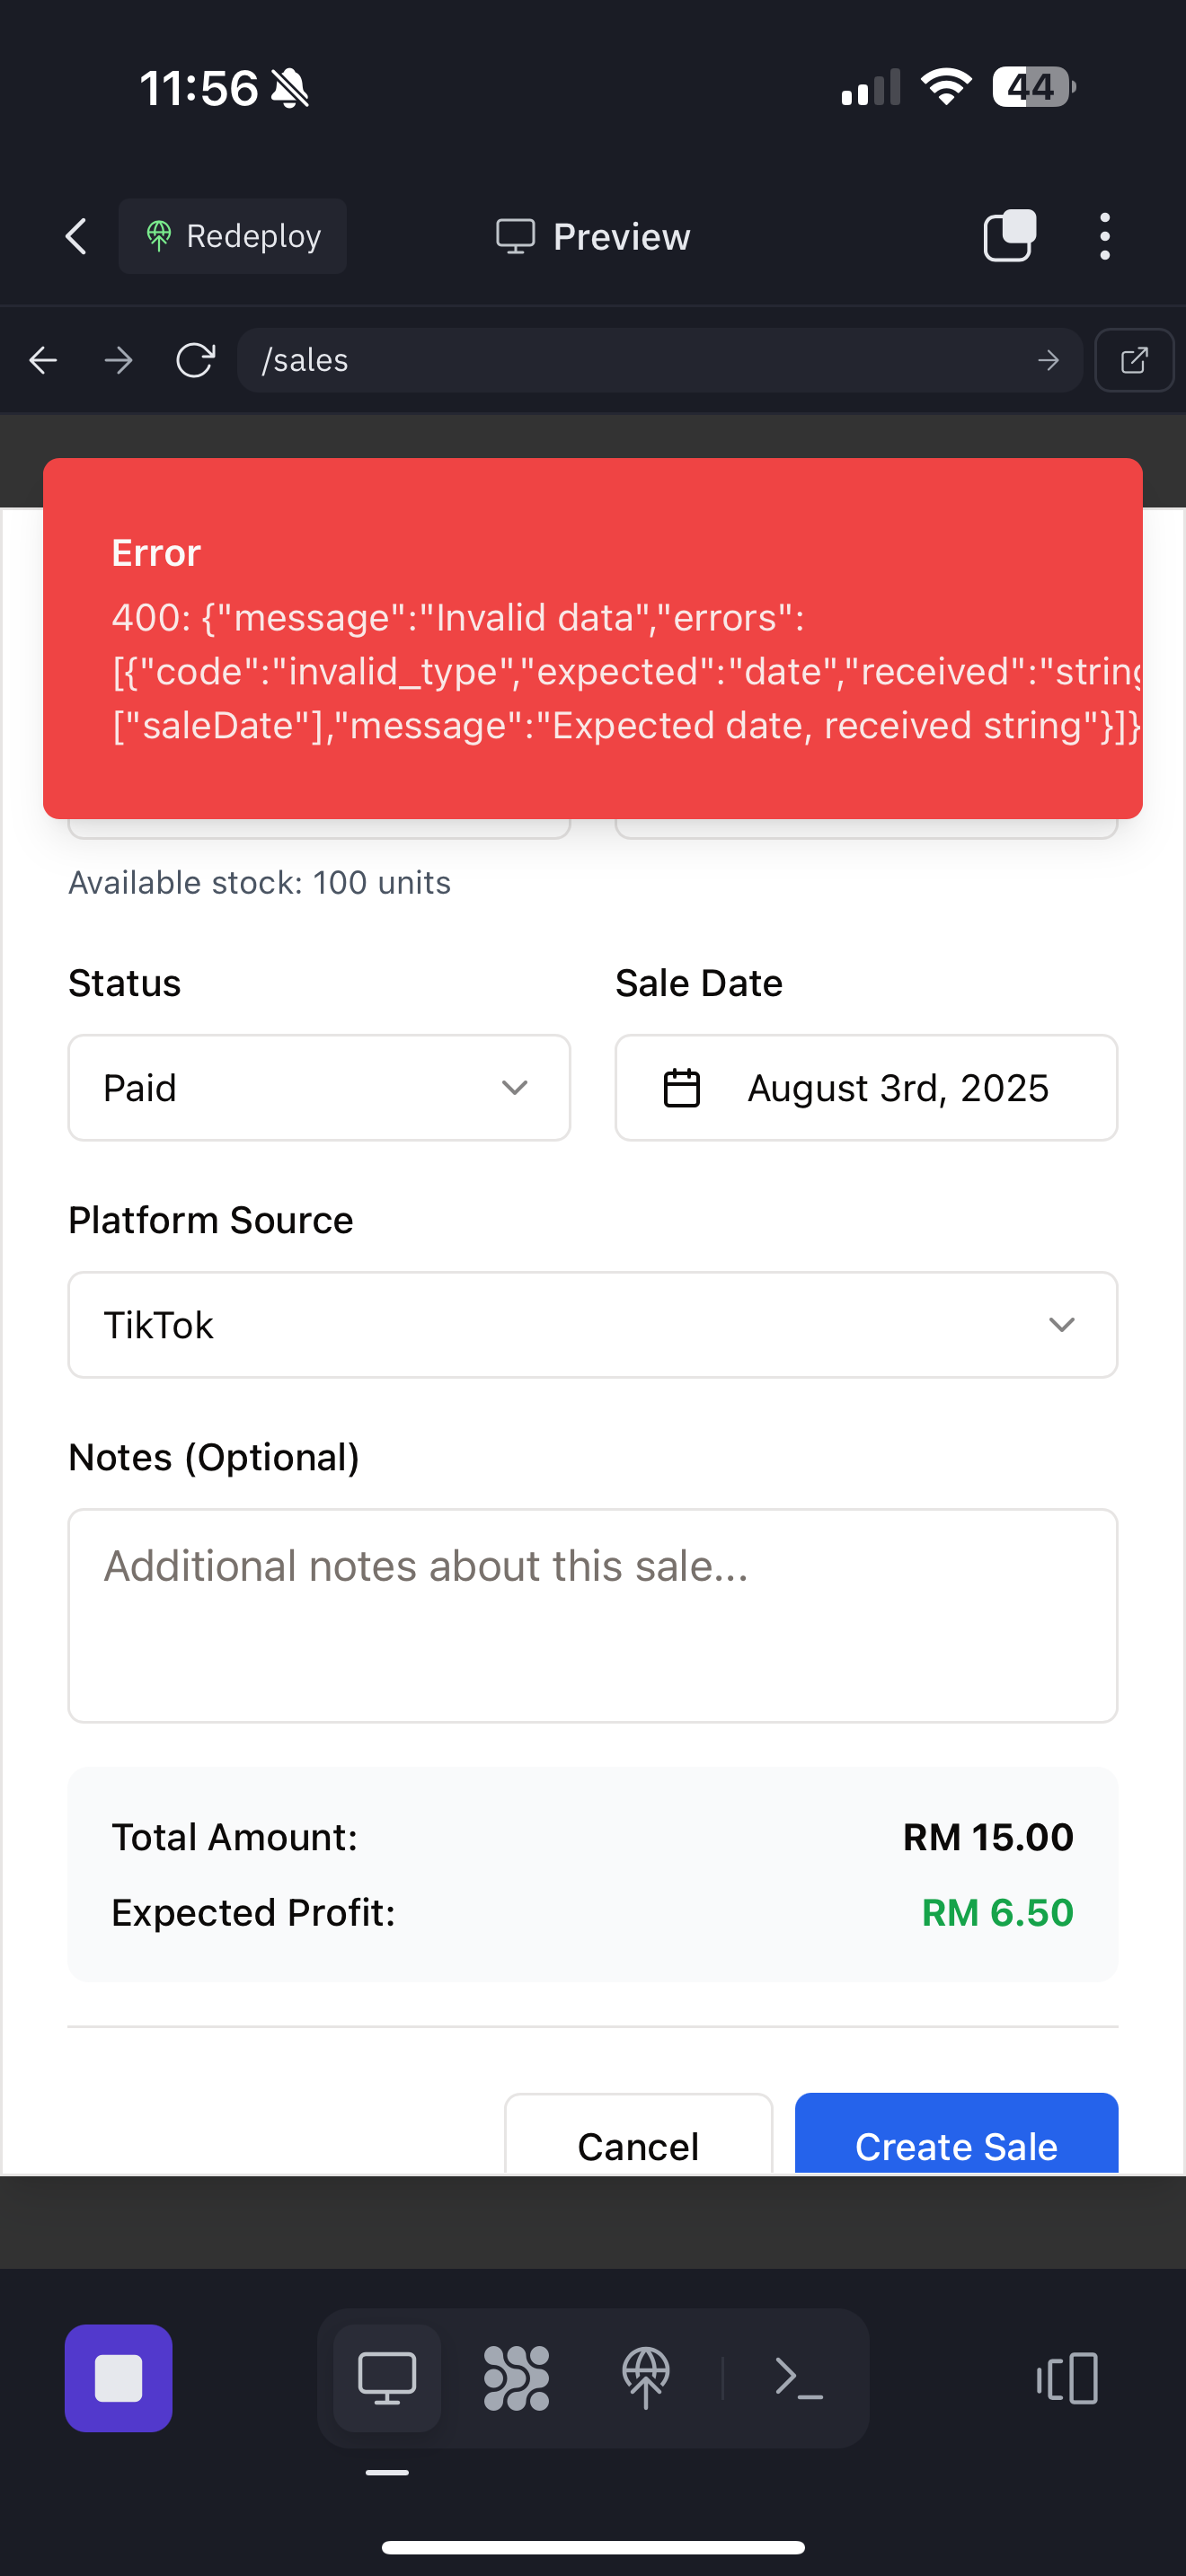 11:56
44
Redeploy
Preview
/sales
Error
400: {"message":"Invalid data","errors":
[{"code":"invalid_type","expected":"date","received":"string
["saleDate"],"message":"Expected date, received string"}]}
Available stock: 100 units
Status
Sale Date
Paid
August 3rd, 2025
Platform Source
TikTok
Notes (Optional)
Additional notes about this sale...
Total Amount:
RM 15.00
Expected Profit:
RM 6.50
Cancel
Create Sale